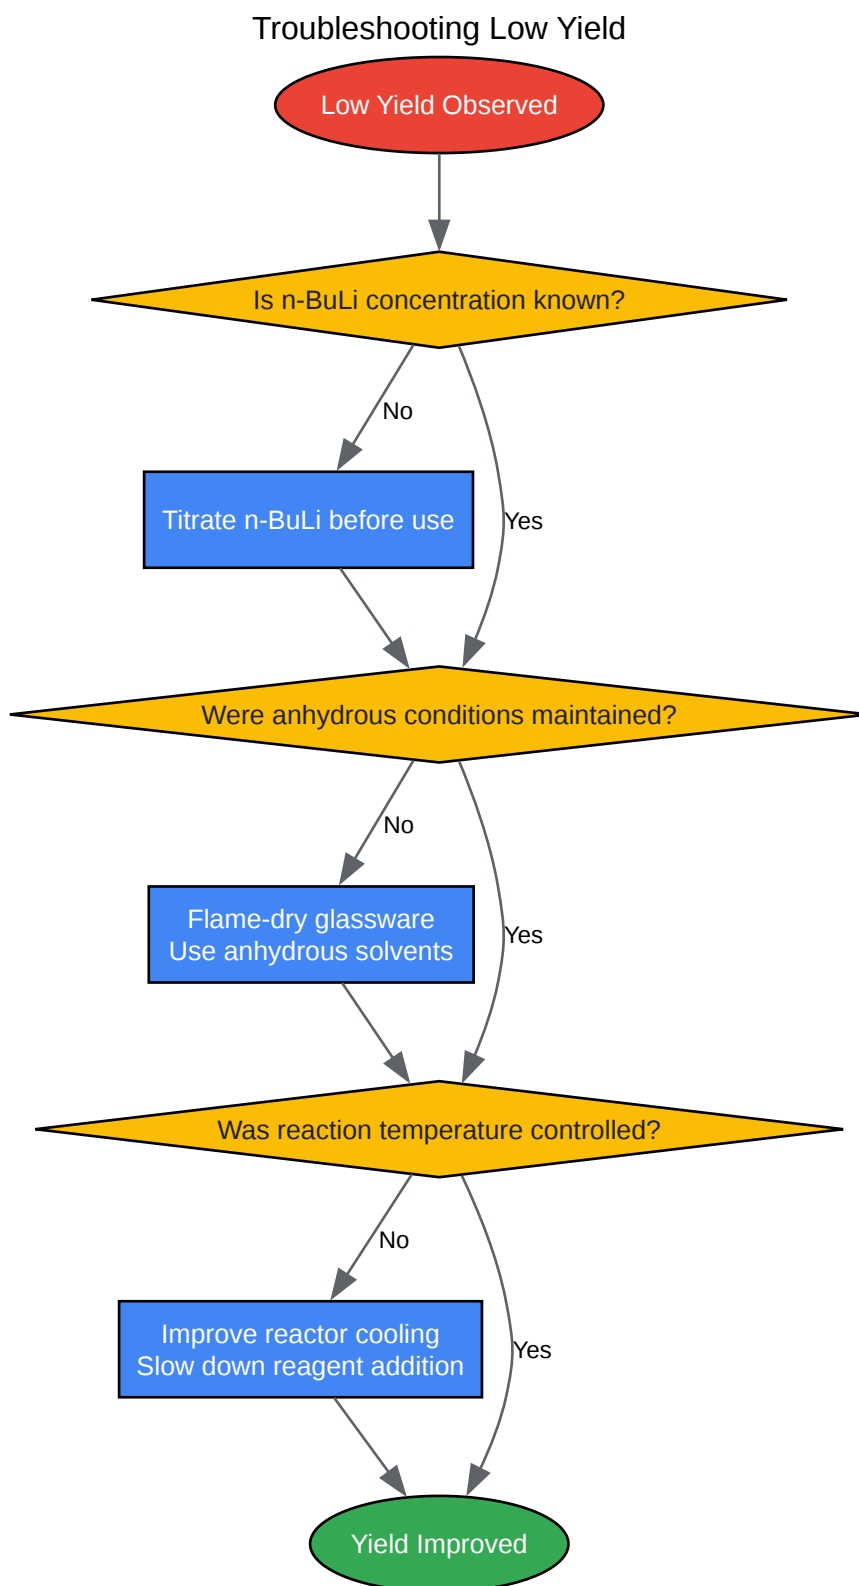 Troubleshooting Low Yield
Low Yield Observed
Is n-BuLi concentration known?
No
Titrate n-BuLi before use
Yes
Were anhydrous conditions maintained?
No
Flame-dry glassware
Use anhydrous solvents
Yes
Was reaction temperature controlled?
No
Improve reactor cooling
Slow down reagent addition
Yes
Yield Improved